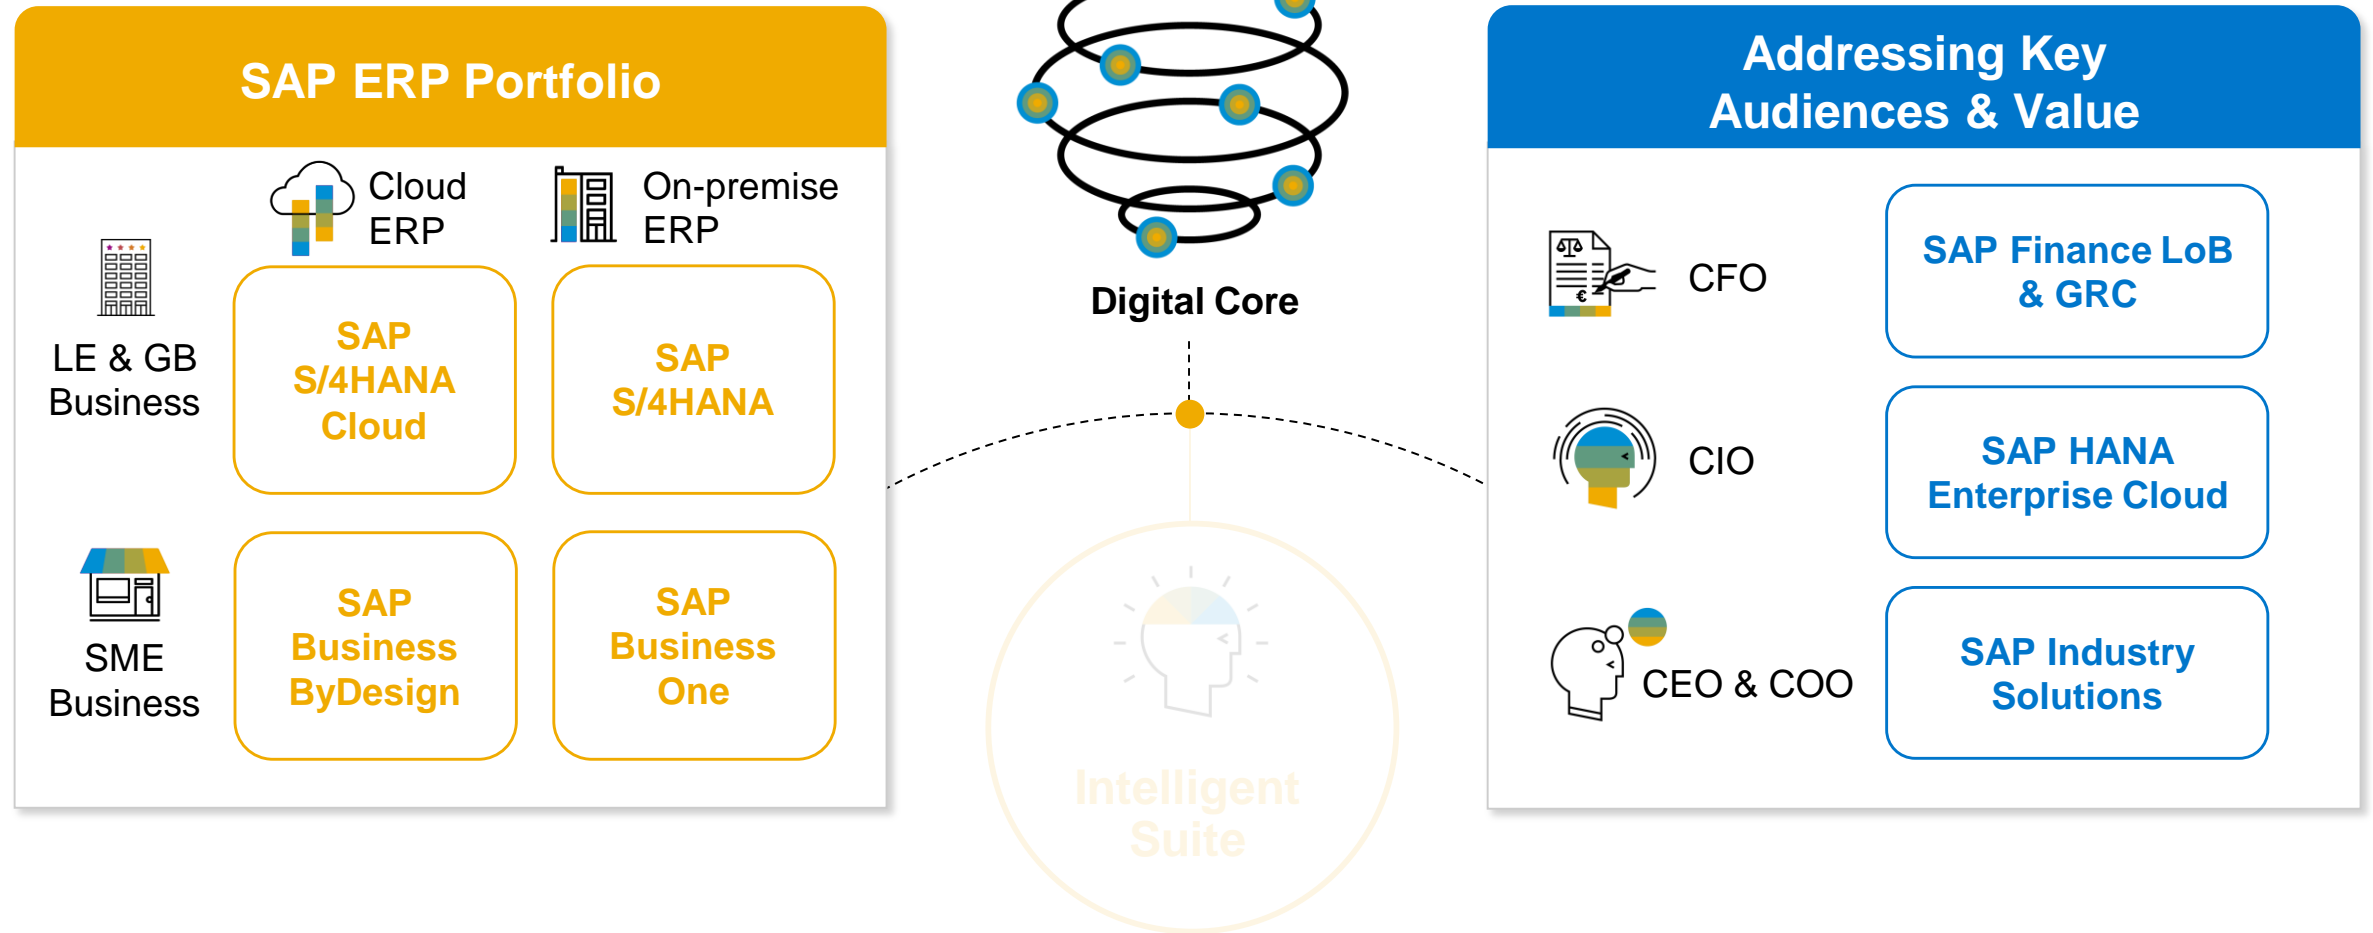 SAP ERP Portfolio
Cloud
ERP
On-premise
ERP
LE & GB
Business
SAP
S/4HANA
Cloud
SAP
S/4HANA
SME
Business
SAP
Business
ByDesign
SAP
Business
One
Digital Core
Intelligent
Suite
Addressing Key
Audiences & Value
CFO
SAP Finance LoB
& GRC
CIO
SAP HANA
Enterprise Cloud
CEO & COO
SAP Industry
Solutions